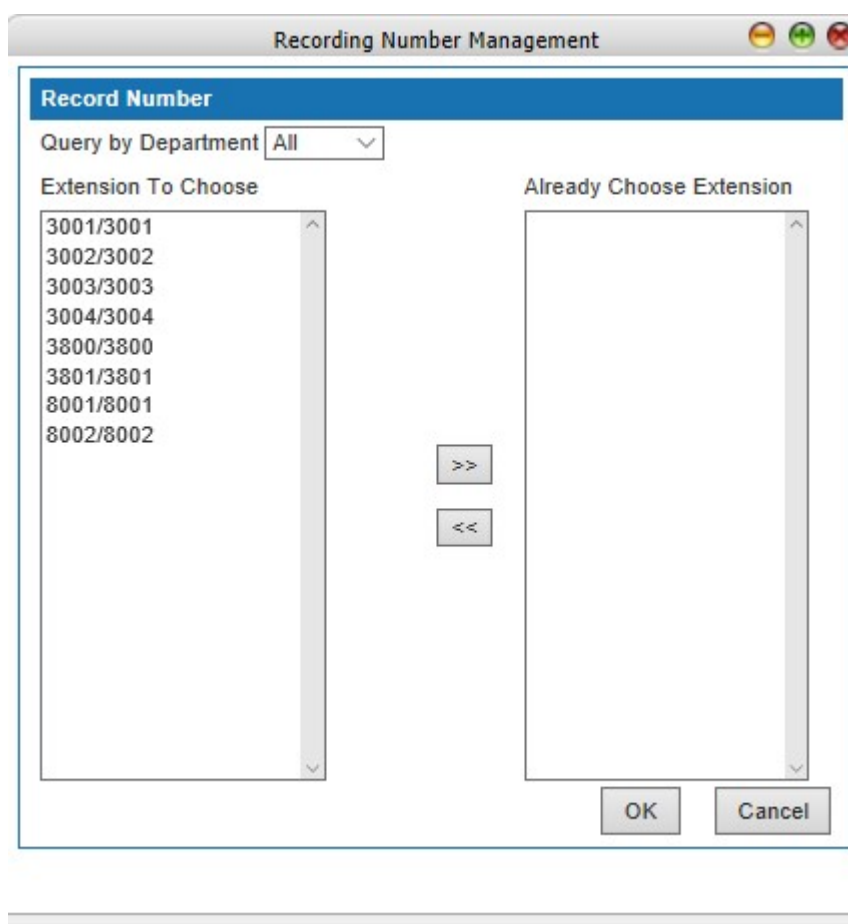 Recording Number Management
Record Number
Query by Department All
Extension To Choose
Already Choose Extension
3001/3001
3002/3002
3003/3003
3004/3004
3800/3800
3801/3801
8001/8001
8002/8002
>>
<<
OK Cancel